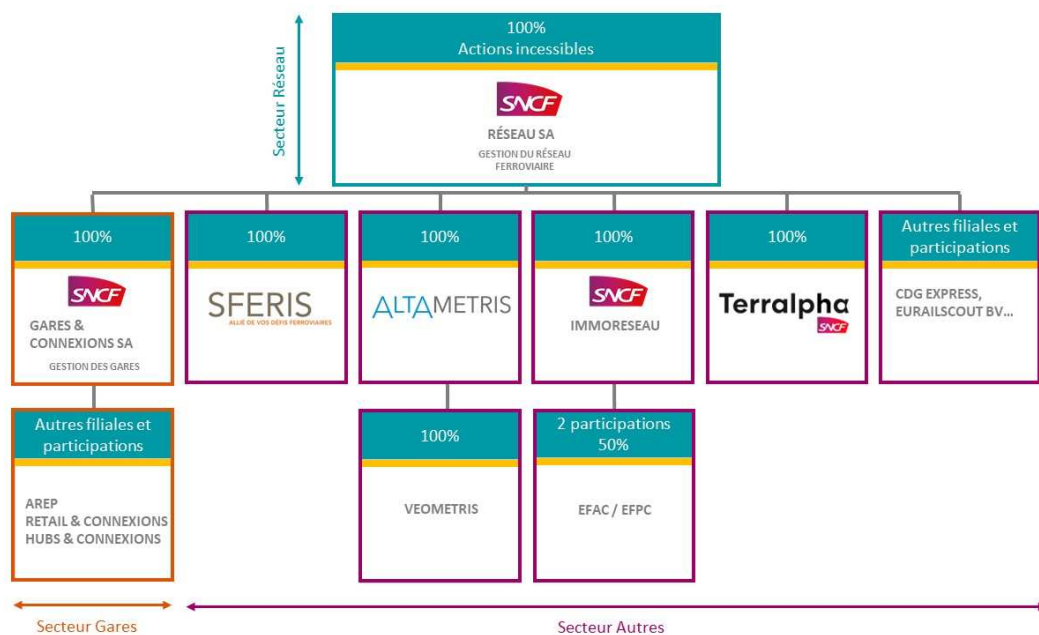 100%
Actions incessibles
Secteur Réseau
SNCF
RÉSEAU SA
GESTION DU RÉSEAU
FERROVIAIRE
100%
SNCF
GARES &
CONNEXIONS SA
GESTION DES GARES
100%
SFERIS
ALLIÉ DE VOS DÉFIS FERROVIAIRES
100%
ALTAMETRIS
100%
SNCF
IMMORESEAU
100%
Terralpha
SNCF
Autres filiales et
participations
CDG EXPRESS,
EURAILSCOUT BV...
Autres filiales et
participations
AREP
RETAIL & CONNEXIONS
HUBS & CONNEXIONS
100%
VEOMETRIS
2 participations
50%
EFAC / EFPC
Secteur Gares
Secteur Autres